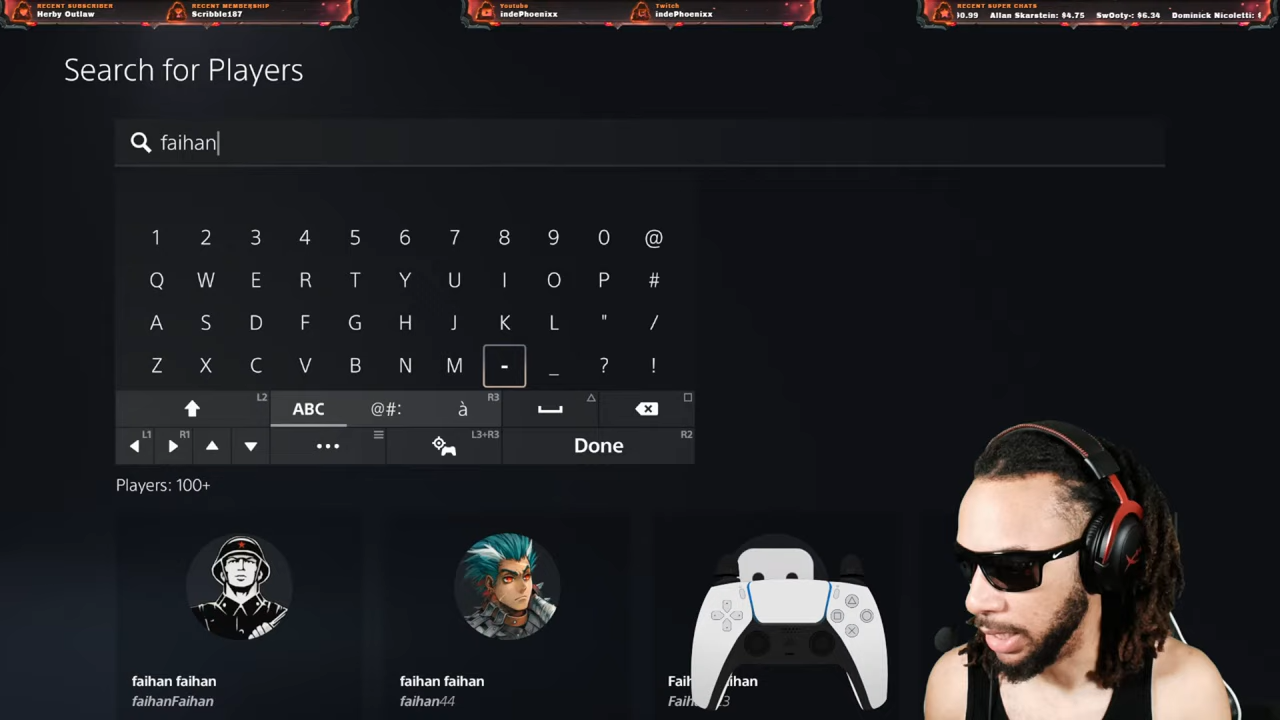 RECENT SUBSCRIBER
Herby Outlaw
RECENT MEMBERSHIP
Scribble187
Youtube
indePhoenixx
Twitch
indePhoenixx
RECENT SUPER CHATS
0.99 Allan Skarstein: $4.75 SwOoty-: $6.34 Dominick Nicoletti:
Search for Players
faihan
1 2 3 4 5 6 7 8 9 0 @
Q W E R T Y U I O P #
A S D F G H J K L " /
Z X C V B N M - _ ? !
L2 ABC @#: à R3
L1 R1 ... L3+R3 Done R2
Players: 100+
faihan faihan
faihanFaihan
faihan faihan
faihan44